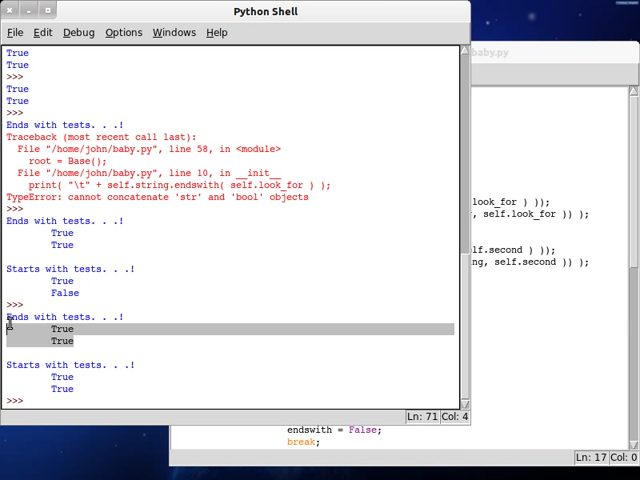 Python Shell
File Edit Debug Options Windows Help
True
True
>>>
True
True
>>>
Ends with tests. . .!
Traceback (most recent call last):
File "/home/john/baby.py", line 58, in <module>
root = Base();
File "/home/john/baby.py", line 10, in __init__
print( "\t" + self.string.endswith( self.look_for ) );
TypeError: cannot concatenate 'str' and 'bool' objects
>>>
Ends with tests. . .!
True
True
Starts with tests. . .!
True
False
>>>
Ends with tests. . .!
True
True
Starts with tests. . .!
True
True
>>>
Ln: 71 Col: 4
baby.py
look_for ) ));
, self.look_for )) );
lf.second ) ));
ng, self.second )) );
endswith = False;
break;
Ln: 17 Col: 0